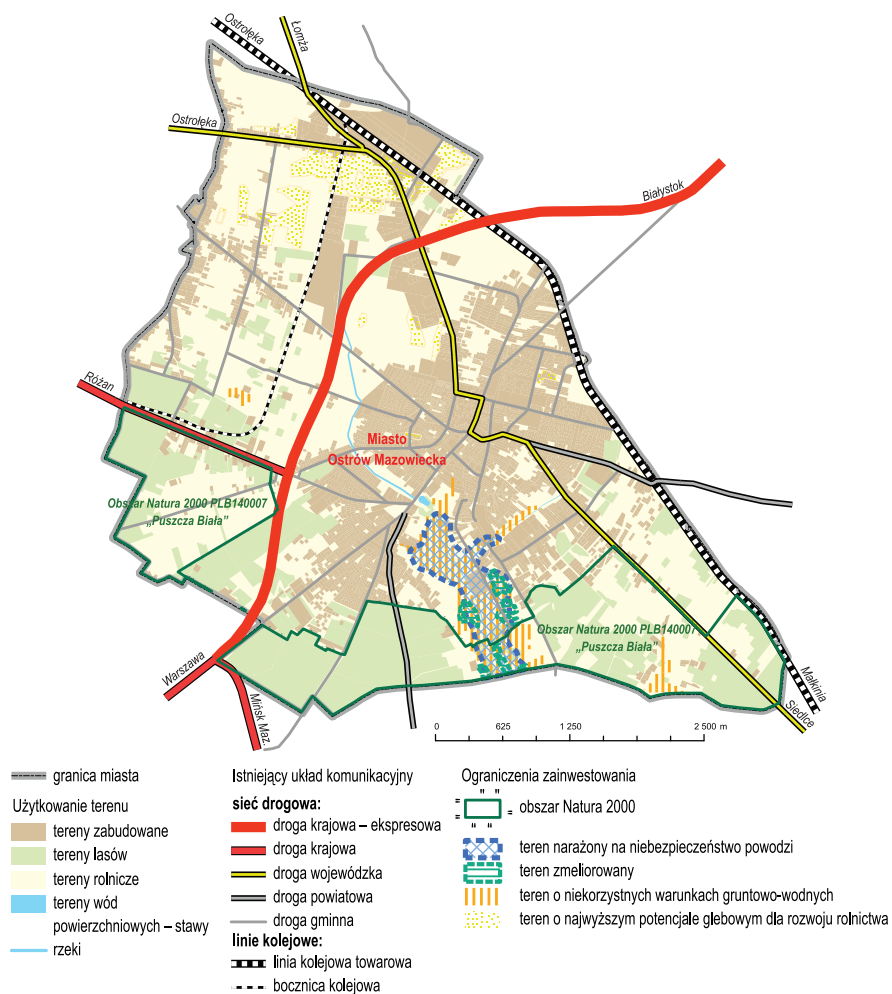 Ostrołęka
Łomża
Ostrołęka
Białystok
Różan
Miasto
Ostrów Mazowiecka
Obszar Natura 2000 PLB140007
„Puszcza Biała”
Obszar Natura 2000 PLB140007
„Puszcza Biała”
Warszawa
Mińsk Maz.
Małkinia
Siedlce
0 625 1 250 2 500 m
granica miasta
Użytkowanie terenu
tereny zabudowane
tereny lasów
tereny rolnicze
tereny wód
powierzchniowych – stawy
rzeki
Istniejący układ komunikacyjny
sieć drogowa:
droga krajowa – ekspresowa
droga krajowa
droga wojewódzka
droga powiatowa
droga gminna
linie kolejowe:
linia kolejowa towarowa
bocznica kolejowa
Ograniczenia zainwestowania
obszar Natura 2000
teren narażony na niebezpieczeństwo powodzi
teren zmeliorowany
teren o niekorzystnych warunkach gruntowo-wodnych
teren o najwyższym potencjale glebowym dla rozwoju rolnictwa